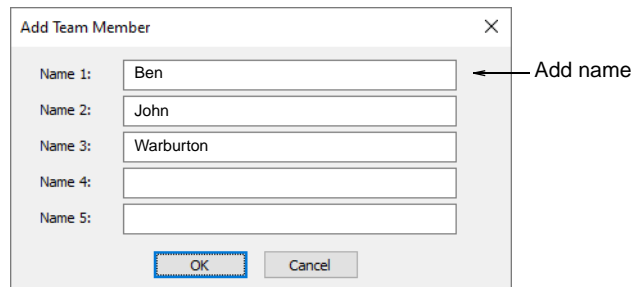 Add Team Member
Name 1: Ben
Add name
Name 2: John
Name 3: Warburton
Name 4:
Name 5:
OK Cancel